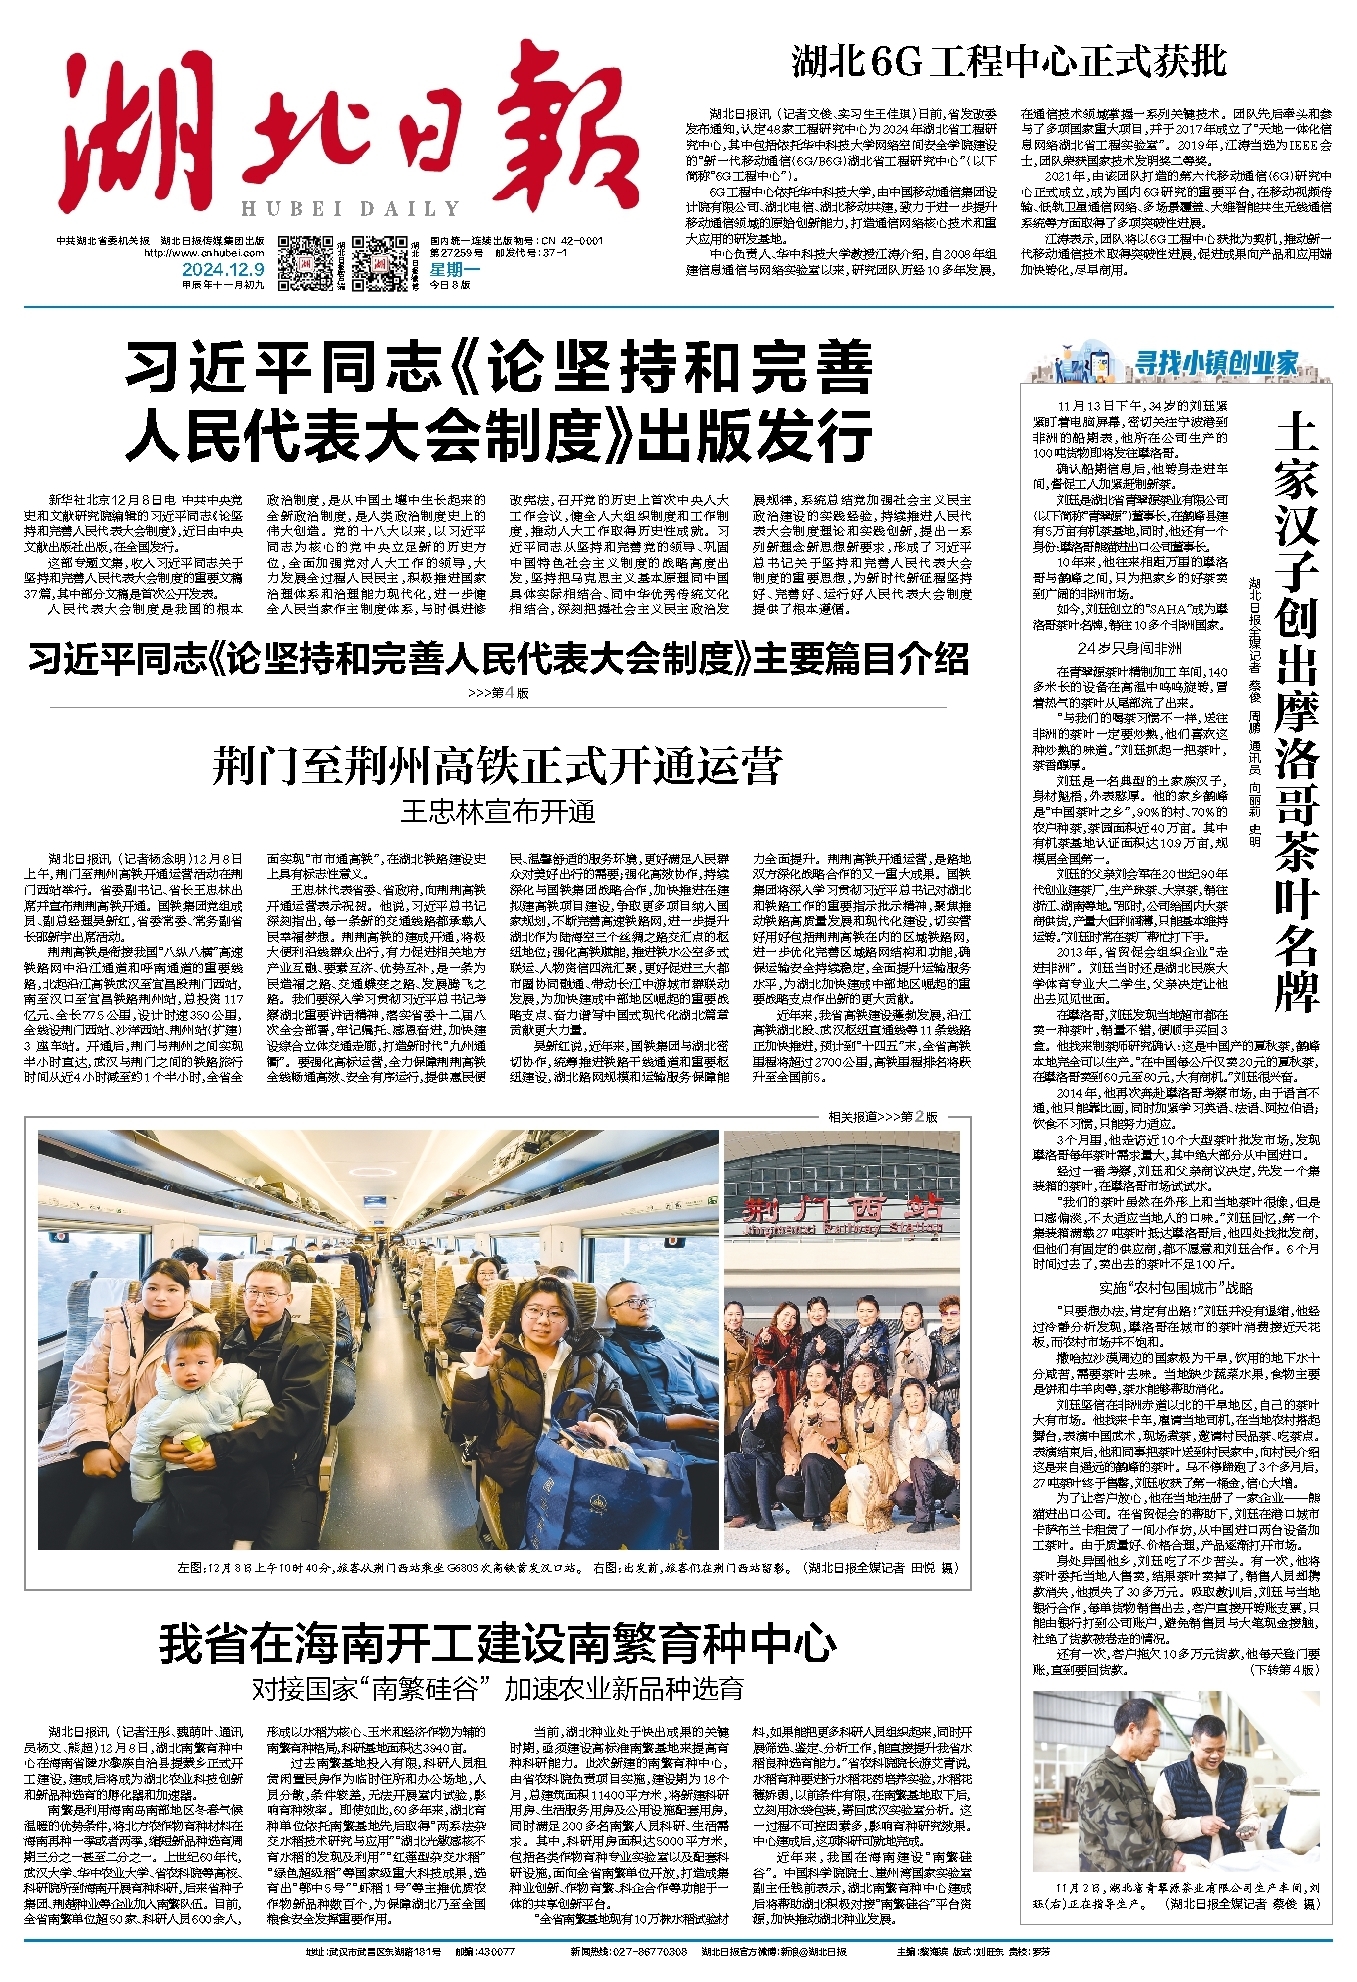 湖北日報
HUBEI DAILY
中共湖北省委机关报 湖北日报传媒集团出版
http://www.cnhubei.com
2024.12.9
甲辰年十一月初九
国内统一连续出版物号：CN 42-0001
第27259号 邮发代号：37-1
星期一
今日8版
湖北6G工程中心正式获批
湖北日报讯（记者文俊、实习生王佳琪）日前，省发改委
发布通知，认定48家工程研究中心为2024年湖北省工程研
究中心，其中包括依托华中科技大学网络空间安全学院建设
的“新一代移动通信（6G/B6G）湖北省工程研究中心”（以下
简称“6G工程中心”）。
6G工程中心依托华中科技大学，由中国移动通信集团设
计院有限公司、湖北电信、湖北移动共建，致力于进一步提升
移动通信领域的原始创新能力，打造通信网络核心技术和重
大应用的研发基地。
中心负责人、华中科技大学教授江涛介绍，自2008年组
建信息通信与网络实验室以来，研究团队历经10多年发展，
在通信技术领域掌握一系列关键技术。团队先后牵头和参
与了多项国家重大项目，并于2017年成立了“天地一体化信
息网络湖北省工程实验室”。2019年，江涛当选为IEEE会
士，团队荣获国家技术发明奖二等奖。
2021年，由该团队打造的第六代移动通信（6G）研究中
心正式成立，成为国内6G研究的重要平台，在移动视频传
输、低轨卫星通信网络、多场景覆盖、大维智能共生无线通信
系统等方面取得了多项突破性进展。
江涛表示，团队将以6G工程中心获批为契机，推动新一
代移动通信技术取得突破性进展，促进成果向产品和应用端
加快转化，尽早商用。
习近平同志《论坚持和完善
人民代表大会制度》出版发行
新华社北京12月8日电 中共中央党
史和文献研究院编辑的习近平同志《论坚
持和完善人民代表大会制度》，近日由中央
文献出版社出版，在全国发行。
这部专题文集，收入习近平同志关于
坚持和完善人民代表大会制度的重要文稿
37篇，其中部分文稿是首次公开发表。
人民代表大会制度是我国的根本
政治制度，是从中国土壤中生长起来的
全新政治制度，是人类政治制度史上的
伟大创造。党的十八大以来，以习近平
同志为核心的党中央立足新的历史方
位，全面加强党对人大工作的领导，大
力发展全过程人民民主，积极推进国家
治理体系和治理能力现代化，进一步健
全人民当家作主制度体系，与时俱进修
改宪法，召开党的历史上首次中央人大
工作会议，健全人大组织制度和工作制
度，推动人大工作取得历史性成就。习
近平同志从坚持和完善党的领导、巩固
中国特色社会主义制度的战略高度出
发，坚持把马克思主义基本原理同中国
具体实际相结合、同中华优秀传统文化
相结合，深刻把握社会主义民主政治发
展规律，系统总结党加强社会主义民主
政治建设的实践经验，持续推进人民代
表大会制度理论和实践创新，提出一系
列新理念新思想新要求，形成了习近平
总书记关于坚持和完善人民代表大会
制度的重要思想，为新时代新征程坚持
好、完善好、运行好人民代表大会制度
提供了根本遵循。
习近平同志《论坚持和完善人民代表大会制度》主要篇目介绍
>>>第4版
荆门至荆州高铁正式开通运营
王忠林宣布开通
湖北日报讯（记者杨念明）12月8日
上午，荆门至荆州高铁开通运营活动在荆
门西站举行。省委副书记、省长王忠林出
席并宣布荆荆高铁开通。国铁集团党组成
员、副总经理吴新红，省委常委、常务副省
长邵新宇出席活动。
荆荆高铁是衔接我国“八纵八横”高速
铁路网中沿江通道和呼南通道的重要线
路，北起沿江高铁武汉至宜昌段荆门西站，
南至汉口至宜昌铁路荆州站，总投资117
亿元、全长77.5公里，设计时速350公里，
全线设荆门西站、沙洋西站、荆州站（扩建）
3座车站。开通后，荆门与荆州之间实现
半小时直达，武汉与荆门之间的铁路旅行
时间从近4小时减至约1个半小时，全省全
面实现“市市通高铁”，在湖北铁路建设史
上具有标志性意义。
王忠林代表省委、省政府，向荆荆高铁
开通运营表示祝贺。他说，习近平总书记
深刻指出，每一条新的交通线路都承载人
民幸福梦想。荆荆高铁的建成开通，将极
大便利沿线群众出行，有力促进相关地方
产业互融、要素互济、优势互补，是一条为
民造福之路、交通蝶变之路、发展腾飞之
路。我们要深入学习贯彻习近平总书记考
察湖北重要讲话精神，落实省委十二届八
次全会部署，牢记嘱托、感恩奋进，加快建
设综合立体交通走廊，打造新时代“九州通
衢”。要强化高标运营，全力保障荆荆高铁
全线畅通高效、安全有序运行，提供惠民便
民、温馨舒适的服务环境，更好满足人民群
众对美好出行的需要；强化高效协作，持续
深化与国铁集团战略合作，加快推进在建
拟建高铁项目建设，争取更多项目纳入国
家规划，不断完善高速铁路网，进一步提升
湖北作为陆海空三个丝绸之路交汇点的枢
纽地位；强化高铁赋能，推进铁水公空多式
联运、人物资信四流汇聚，更好促进三大都
市圈协同融通、带动长江中游城市群联动
发展，为加快建成中部地区崛起的重要战
略支点、奋力谱写中国式现代化湖北篇章
贡献更大力量。
吴新红说，近年来，国铁集团与湖北密
切协作，统筹推进铁路干线通道和重要枢
纽建设，湖北路网规模和运输服务保障能
力全面提升。荆荆高铁开通运营，是路地
双方深化战略合作的又一重大成果。国铁
集团将深入学习贯彻习近平总书记对湖北
和铁路工作的重要指示批示精神，聚焦推
动铁路高质量发展和现代化建设，切实管
好用好包括荆荆高铁在内的区域铁路网，
进一步优化完善区域路网结构和功能，确
保运输安全持续稳定，全面提升运输服务
水平，为湖北加快建成中部地区崛起的重
要战略支点作出新的更大贡献。
近年来，我省高铁建设蓬勃发展，沿江
高铁湖北段、武汉枢纽直通线等11条线路
正加快推进，预计到“十四五”末，全省高铁
里程将超过2700公里，高铁里程排名将跃
升至全国前5。
相关报道>>>第2版
荆门西站
Jingmenxi Railway Station
左图：12月8日上午10时40分，旅客从荆门西站乘坐G6803次高铁首发汉口站。 右图：出发前，旅客们在荆门西站留影。（湖北日报全媒记者 田悦 摄）
我省在海南开工建设南繁育种中心
对接国家“南繁硅谷” 加速农业新品种选育
湖北日报讯（记者汪彤、魏萌叶、通讯
员杨文、熊超）12月8日，湖北南繁育种中
心在海南省陵水黎族自治县提蒙乡正式开
工建设，建成后将成为湖北农业科技创新
和新品种选育的孵化器和加速器。
南繁是利用海南岛南部地区冬春气候
温暖的优势条件，将北方农作物育种材料在
海南再种一季或者两季，缩短新品种选育周
期三分之一甚至二分之一。上世纪60年代，
武汉大学、华中农业大学、省农科院等高校、
科研院所到海南开展育种科研，后来省种子
集团、荆楚种业等企业加入南繁队伍。目前，
全省南繁单位超50家、科研人员600余人，
形成以水稻为核心、玉米和经济作物为辅的
南繁育种格局，科研基地面积达3940亩。
过去南繁基地投入有限，科研人员租
赁闲置民房作为临时住所和办公场地，人
员分散，条件较差，无法开展室内试验，影
响育种效率。即使如此，60多年来，湖北育
种单位依托南繁基地先后取得“两系法杂
交水稻技术研究与应用”“湖北光敏感核不
育水稻的发现及利用”“红莲型杂交水稻”
“绿色超级稻”等国家级重大科技成果，选
育出“鄂中5号”“虾稻1号”等主推优质农
作物新品种数百个，为保障湖北乃至全国
粮食安全发挥重要作用。
当前，湖北种业处于快出成果的关键
时期，亟须建设高标准南繁基地来提高育
种科研能力。此次新建的南繁育种中心，
由省农科院负责项目实施，建设期为18个
月，总建筑面积11400平方米，将新建科研
用房、生活服务用房及公用设施配套用房，
同时满足200多名南繁人员科研、生活需
求。其中，科研用房面积达5000平方米，
包括各类作物育种专业实验室以及配套科
研设施，面向全省南繁单位开放，打造成集
种业创新、作物育繁、科企合作等功能于一
体的共享创新平台。
“全省南繁基地现有10万株水稻试验材
料，如果能把更多科研人员组织起来，同时开
展筛选、鉴定、分析工作，能直接提升我省水
稻良种选育能力。”省农科院院长游艾青说，
水稻育种要进行水稻花药培养实验，水稻花
穗娇弱，以前条件有限，在南繁基地取下后，
立刻用冰袋包装，寄回武汉实验室分析。这
一过程不可控因素多，影响育种研究效果。
中心建成后，这项科研可就地完成。
近年来，我国在海南建设“南繁硅
谷”。中国科学院院士、崖州湾国家实验室
副主任钱前表示，湖北南繁育种中心建成
后将帮助湖北积极对接“南繁硅谷”平台资
源，加快推动湖北种业发展。
寻找小镇创业家
土家汉子创出摩洛哥茶叶名牌
湖北日报全媒记者 蔡俊 周鹏 通讯员 向丽莉 史明
11月13日下午，34岁的刘珏紧
紧盯着电脑屏幕，密切关注宁波港到
非洲的船期表，他所在公司生产的
100吨货物即将发往摩洛哥。
确认船期信息后，他转身走进车
间，督促工人加紧赶制新茶。
刘珏是湖北省青翠源茶业有限公司
（以下简称“青翠源”）董事长，在鹤峰县建
有5万亩有机茶基地，同时，他还有一个
身份：摩洛哥熊猫进出口公司董事长。
10年来，他往来相距万里的摩洛
哥与鹤峰之间，只为把家乡的好茶卖
到广阔的非洲市场。
如今，刘珏创立的“SAHA”成为摩
洛哥茶叶名牌，销往10多个非洲国家。
24岁只身闯非洲
在青翠源茶叶精制加工车间，140
多米长的设备在高温中呜呜旋转，冒
着热气的茶叶从尾部流了出来。
“与我们的喝茶习惯不一样，送往
非洲的茶叶一定要炒熟，他们喜欢这
种炒熟的味道。”刘珏抓起一把茶叶，
茶香醇厚。
刘珏是一名典型的土家族汉子，
身材魁梧，外表憨厚。他的家乡鹤峰
是“中国茶叶之乡”，90%的村、70%的
农户种茶，茶园面积近40万亩。其中
有机茶基地认证面积达10.9万亩，规
模居全国第一。
刘珏的父亲刘会军在20世纪90年
代创业建茶厂，生产珠茶、大宗茶，销往
浙江、湖南等地。“那时，公司给国内大茶
商供货，产量大但利润薄，只能基本维持
运转。”刘珏时常在茶厂帮忙打下手。
2013年，省贸促会组织企业“走
进非洲”。刘珏当时还是湖北民族大
学体育专业大二学生，父亲决定让他
出去见见世面。
在摩洛哥，刘珏发现当地超市都在
卖一种茶叶，销量不错，便顺手买回3
盒。他找来制茶师研究确认：这是中国产的夏秋茶，鹤峰
本地完全可以生产。“在中国每公斤仅卖20元的夏秋茶，
在摩洛哥卖到60元至80元，大有商机。”刘珏很兴奋。
2014年，他再次奔赴摩洛哥考察市场，由于语言不
通，他只能靠比画，同时加紧学习英语、法语、阿拉伯语；
饮食不习惯，只能努力适应。
3个月里，他走访近10个大型茶叶批发市场，发现
摩洛哥每年茶叶需求量大，其中绝大部分从中国进口。
经过一番考察，刘珏和父亲商议决定，先发一个集
装箱的茶叶，在摩洛哥市场试试水。
“我们的茶叶虽然在外形上和当地茶叶很像，但是
口感偏淡，不大适应当地人的口味。”刘珏回忆，第一个
集装箱满载27吨茶叶抵达摩洛哥后，他四处找批发商，
但他们有固定的供应商，都不愿意和刘珏合作。6个月
时间过去了，卖出去的茶叶不足100斤。
实施“农村包围城市”战略
“只要想办法，肯定有出路！”刘珏并没有退缩，他经
过冷静分析发现，摩洛哥在城市的茶叶消费接近天花
板，而农村市场并不饱和。
撒哈拉沙漠周边的国家极为干旱，饮用的地下水十
分咸苦，需要茶叶去味。当地缺少蔬菜水果，食物主要
是饼和牛羊肉等，茶水能够帮助消化。
刘珏坚信在非洲赤道以北的干旱地区，自己的茶叶
大有市场。他找来卡车，雇请当地司机，在当地农村搭起
舞台，表演中国武术，现场煮茶，邀请村民品茶、吃茶点。
表演结束后，他和同事把茶叶送到村民家中，向村民介绍
这是来自遥远的鹤峰的茶叶。马不停蹄跑了3个多月后，
27吨茶叶终于售罄，刘珏收获了第一桶金，信心大增。
为了让客户放心，他在当地注册了一家企业——熊
猫进出口公司。在省贸促会的帮助下，刘珏在港口城市
卡萨布兰卡租赁了一间小作坊，从中国进口两台设备加
工茶叶。由于质量好、价格合理，产品逐渐打开市场。
身处异国他乡，刘珏吃了不少苦头。有一次，他将
茶叶委托当地人售卖，结果茶叶卖掉了，销售人员却携
款消失，他损失了30多万元。吸取教训后，刘珏与当地
银行合作，每单货物销售出去，客户直接开转账支票，只
能由银行打到公司账户，避免销售员与大笔现金接触，
杜绝了货款被卷走的情况。
还有一次，客户拖欠10多万元货款，他每天登门要
账，直到要回货款。 （下转第4版）
11月2日，湖北省青翠源茶业有限公司生产车间，刘
珏（右）正在指导生产。 （湖北日报全媒记者 蔡俊 摄）
地址：武汉市武昌区东湖路181号 邮编：430077 新闻热线：027-86770308 湖北日报官方微博：新浪@湖北日报 主编：黎海滨 版式：刘旺东 责校：罗芳